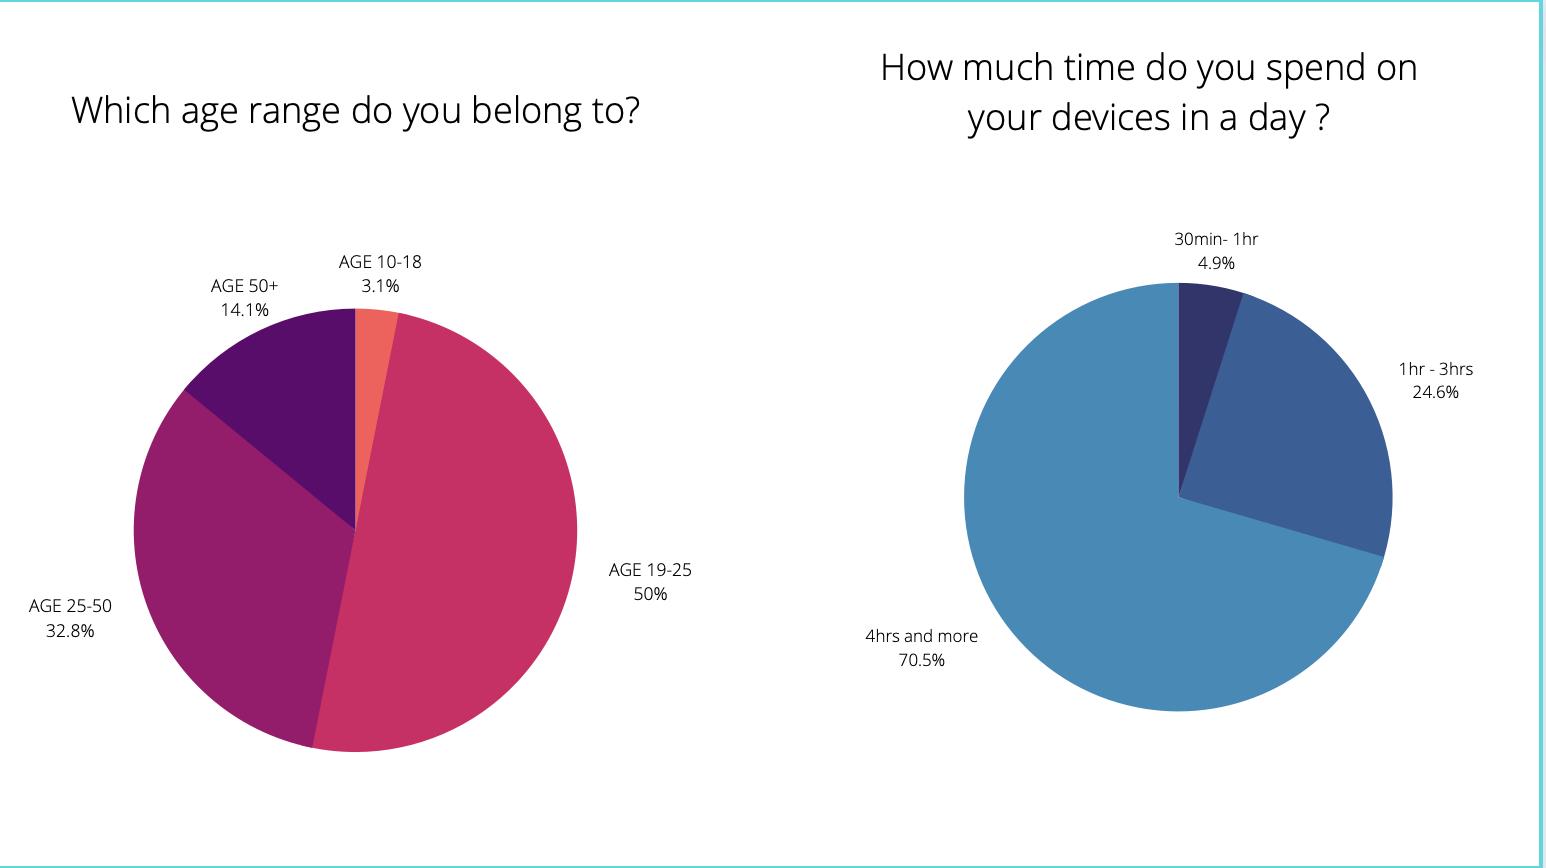 Which age range do you belong to?
AGE 10-18
3.1%
AGE 50+
14.1%
AGE 19-25
50%
AGE 25-50
32.8%
How much time do you spend on
your devices in a day ?
30min- 1hr
4.9%
1hr - 3hrs
24.6%
4hrs and more
70.5%